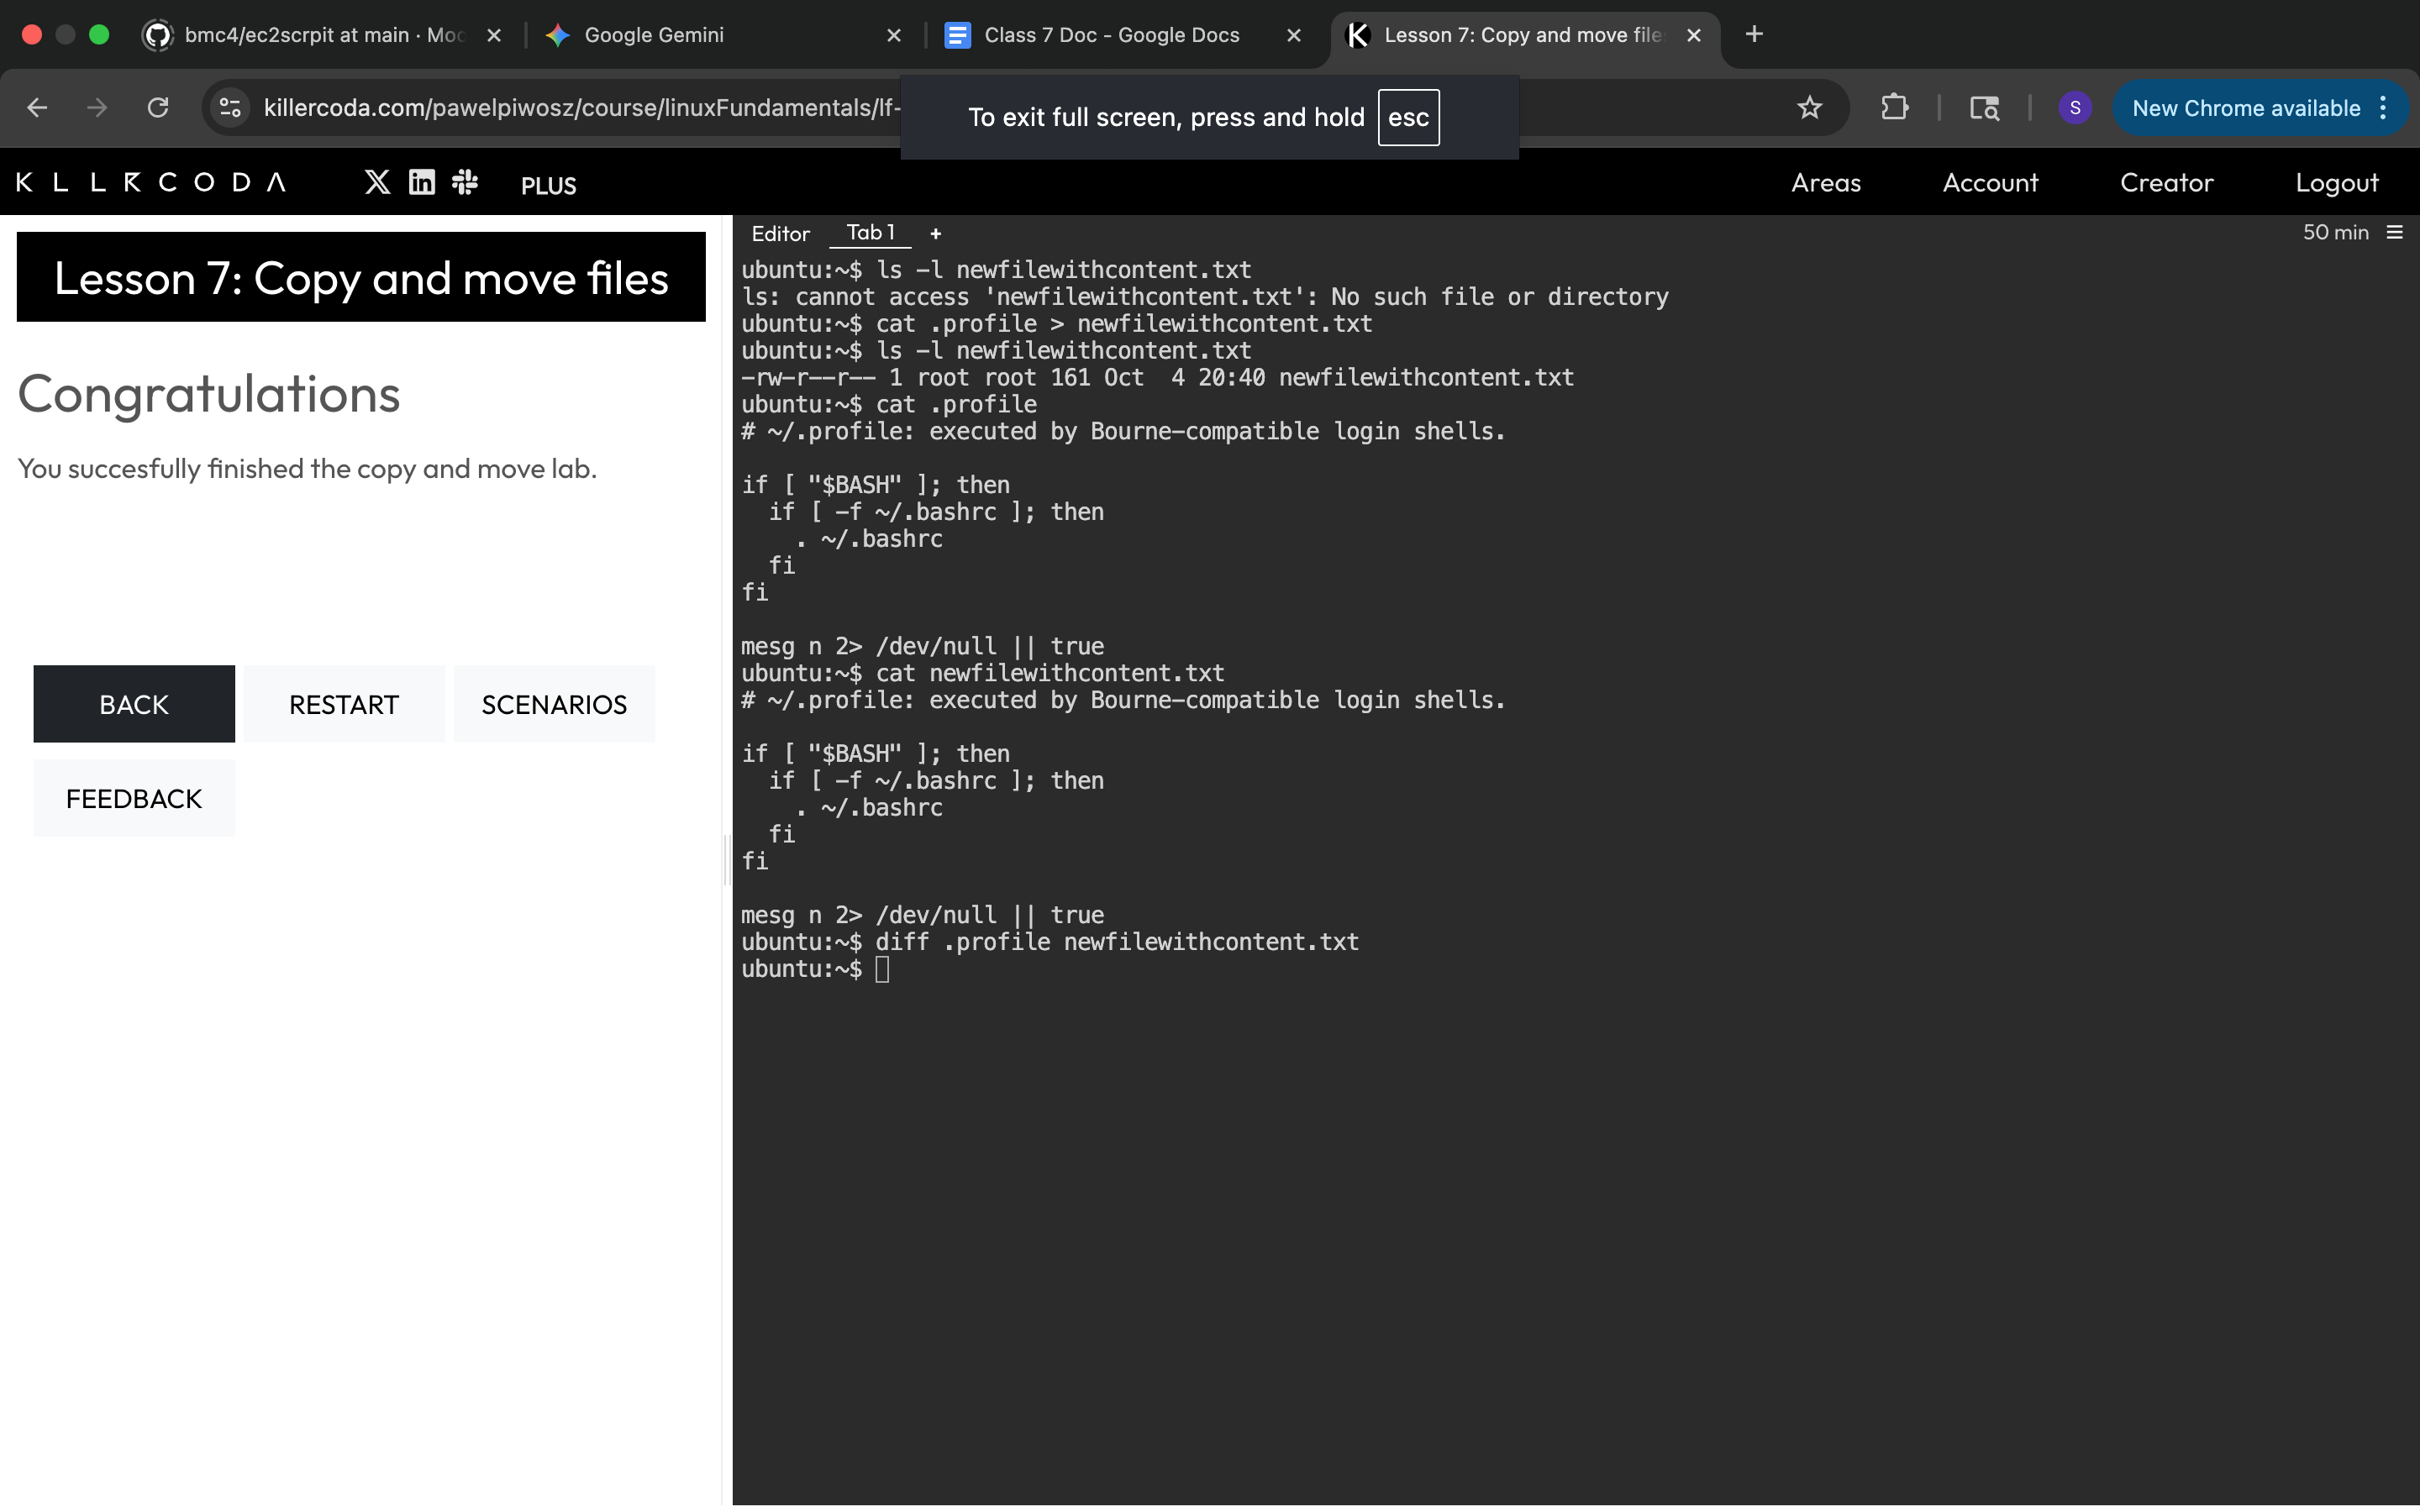 bmc4/ec2scrpit at main · Moo
Google Gemini
Class 7 Doc - Google Docs
Lesson 7: Copy and move file
killercoda.com/pawelpiwosz/course/linuxFundamentals/lf-
To exit full screen, press and hold esc
S
New Chrome available
KILLERCODA
PLUS
Areas
Account
Creator
Logout
Lesson 7: Copy and move files
Congratulations
You succesfully finished the copy and move lab.
BACK
RESTART
SCENARIOS
FEEDBACK
Editor
Tab 1
+
50 min
ubuntu:~$ ls -l newfilewithcontent.txt
ls: cannot access 'newfilewithcontent.txt': No such file or directory
ubuntu:~$ cat .profile > newfilewithcontent.txt
ubuntu:~$ ls -l newfilewithcontent.txt
-rw-r--r-- 1 root root 161 Oct  4 20:40 newfilewithcontent.txt
ubuntu:~$ cat .profile
# ~/.profile: executed by Bourne-compatible login shells.
if [ "$BASH" ]; then
  if [ -f ~/.bashrc ]; then
    . ~/.bashrc
  fi
fi
mesg n 2> /dev/null || true
ubuntu:~$ cat newfilewithcontent.txt
# ~/.profile: executed by Bourne-compatible login shells.
if [ "$BASH" ]; then
  if [ -f ~/.bashrc ]; then
    . ~/.bashrc
  fi
fi
mesg n 2> /dev/null || true
ubuntu:~$ diff .profile newfilewithcontent.txt
ubuntu:~$